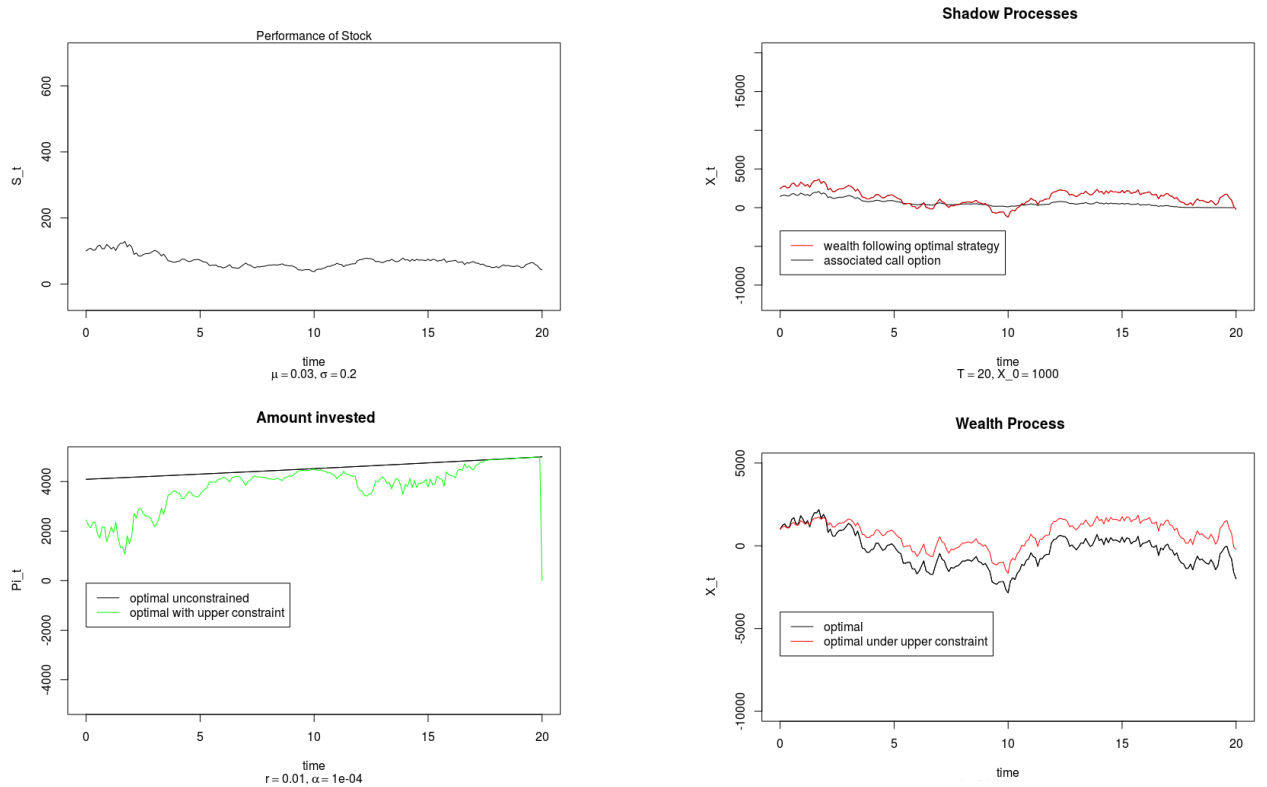 Performance of Stock
S_t
600
400
200
0
0 5 10 15 20
time
μ = 0.03, σ = 0.2
Shadow Processes
X_t
15000
5000
0
-10000
wealth following optimal strategy
associated call option
0 5 10 15 20
time
T = 20, X_0 = 1000
Amount invested
Pi_t
4000
2000
0
-2000
-4000
optimal unconstrained
optimal with upper constraint
0 5 10 15 20
time
r = 0.01, α = 1e-04
Wealth Process
X_t
5000
0
-5000
-10000
optimal
optimal under upper constraint
0 5 10 15 20
time